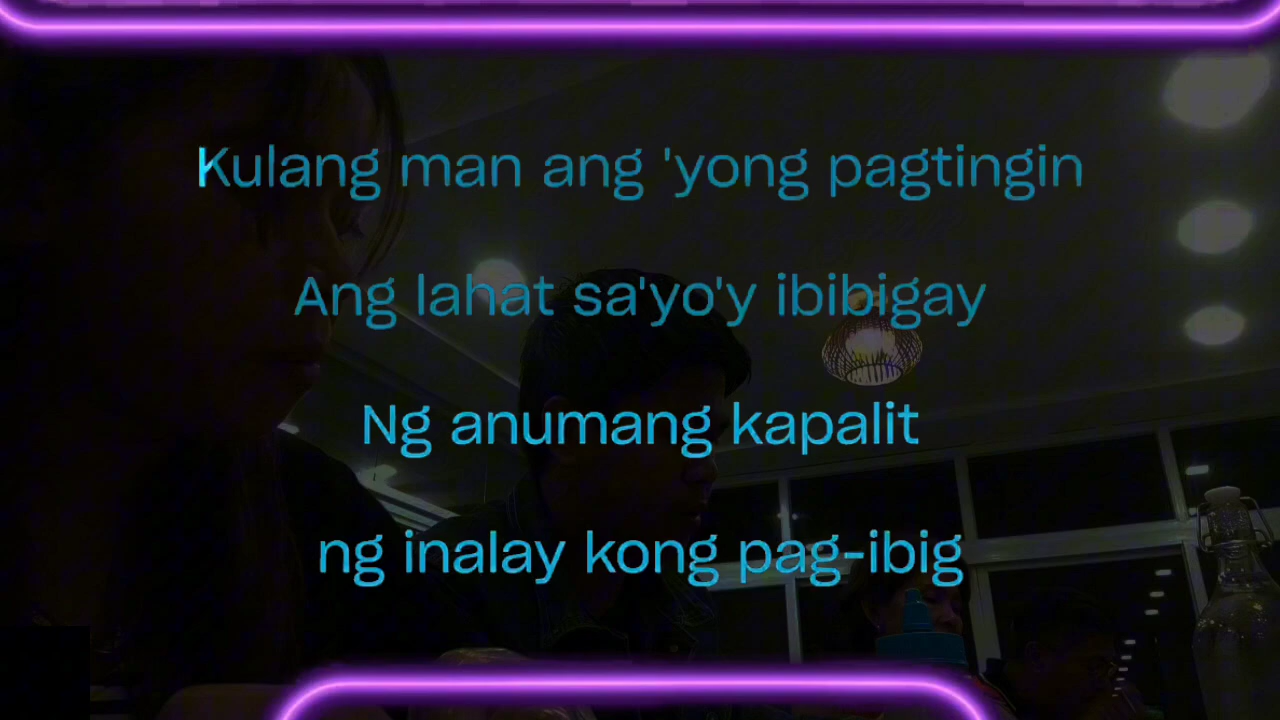 Kulang man ang 'yong pagtingin
Ang lahat sa'yo'y ibibigay
Ng anumang kapalit
ng inalay kong pag-ibig